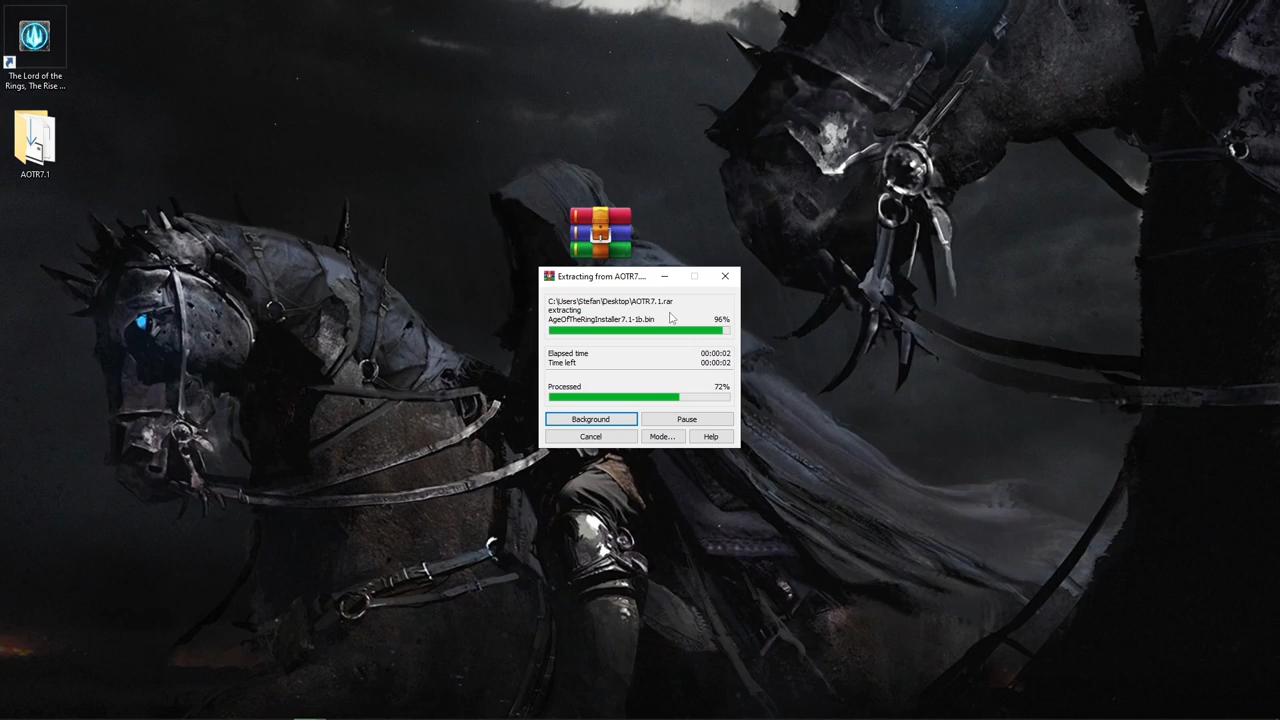 The Lord of the
Rings, The Rise ...
AOTR7.1
Extracting from AOTR7....
C:\Users\Stefan\Desktop\AOTR7.1.rar
extracting
AgeOfTheRingInstaller7.1-1b.bin 96%
Elapsed time 00:00:02
Time left 00:00:02
Processed 72%
Background Pause
Cancel Mode... Help